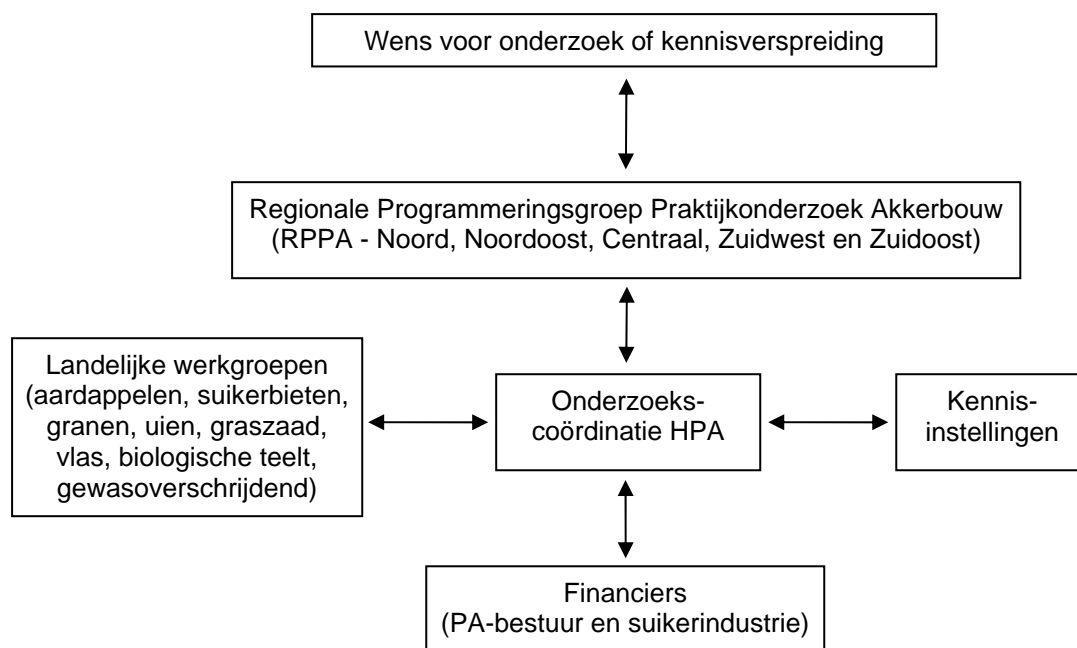 Wens voor onderzoek of kennisverspreiding
Regionale Programmeringsgroep Praktijkonderzoek Akkerbouw
(RPPA - Noord, Noordoost, Centraal, Zuidwest en Zuidoost)
Landelijke werkgroepen
(aardappelen, suikerbieten,
granen, uien, graszaad,
vlas, biologische teelt,
gewasoverschrijdend)
Onderzoeks-
coördinatie HPA
Kennis-
instellingen
Financiers
(PA-bestuur en suikerindustrie)